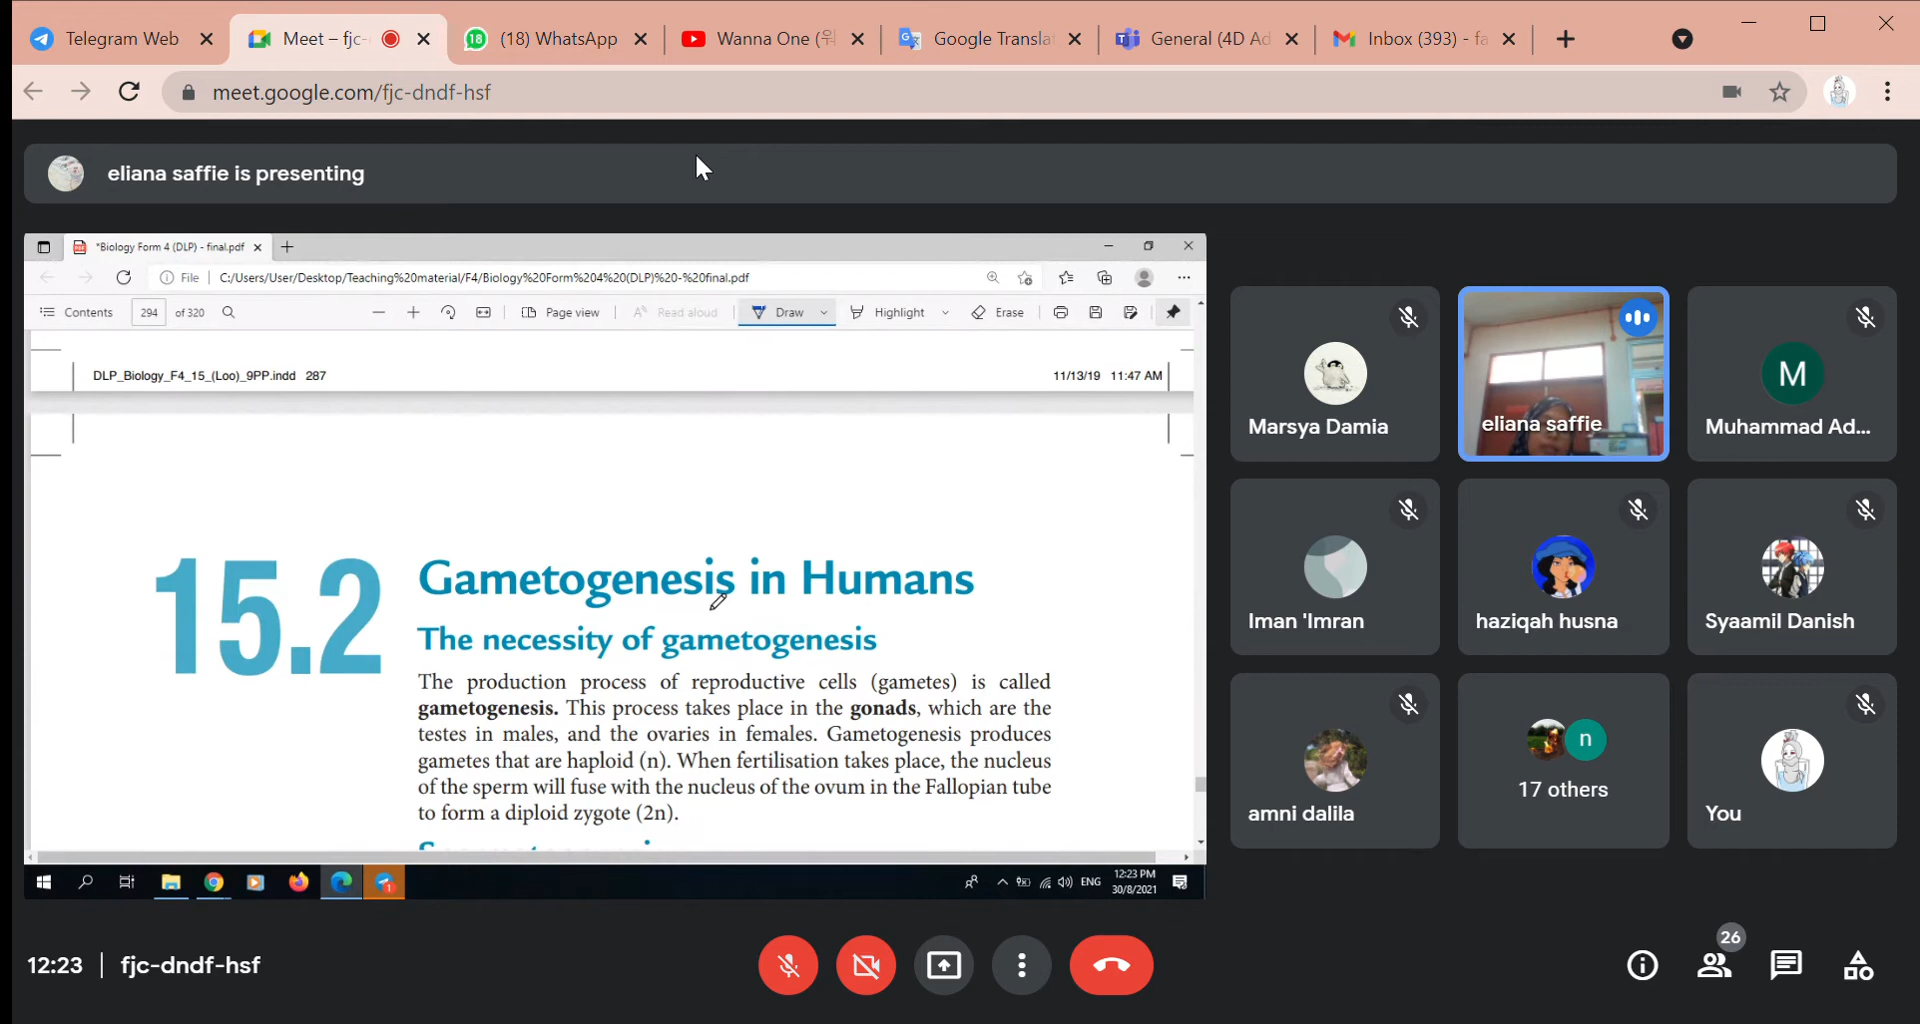 Telegram Web
Meet – fjc-
(18) WhatsApp
Wanna One (워
Google Translat
General (4D Ad
Inbox (393) - fa
meet.google.com/fjc-dndf-hsf
eliana saffie is presenting
*Biology Form 4 (DLP) - final.pdf
File
C:/Users/User/Desktop/Teaching%20material/F4/Biology%20Form%204%20(DLP)%20-%20final.pdf
Contents
294
of 320
Page view
Read aloud
Draw
Highlight
Erase
DLP_Biology_F4_15_(Loo)_9PP.indd 287
11/13/19 11:47 AM
15.2
Gametogenesis in Humans
The necessity of gametogenesis
The production process of reproductive cells (gametes) is called
gametogenesis. This process takes place in the gonads, which are the
testes in males, and the ovaries in females. Gametogenesis produces
gametes that are haploid (n). When fertilisation takes place, the nucleus
of the sperm will fuse with the nucleus of the ovum in the Fallopian tube
to form a diploid zygote (2n).
ENG
12:23 PM
30/8/2021
Marsya Damia
eliana saffie
M
Muhammad Ad...
Iman 'Imran
haziqah husna
Syaamil Danish
amni dalila
n
17 others
You
12:23
fjc-dndf-hsf
26